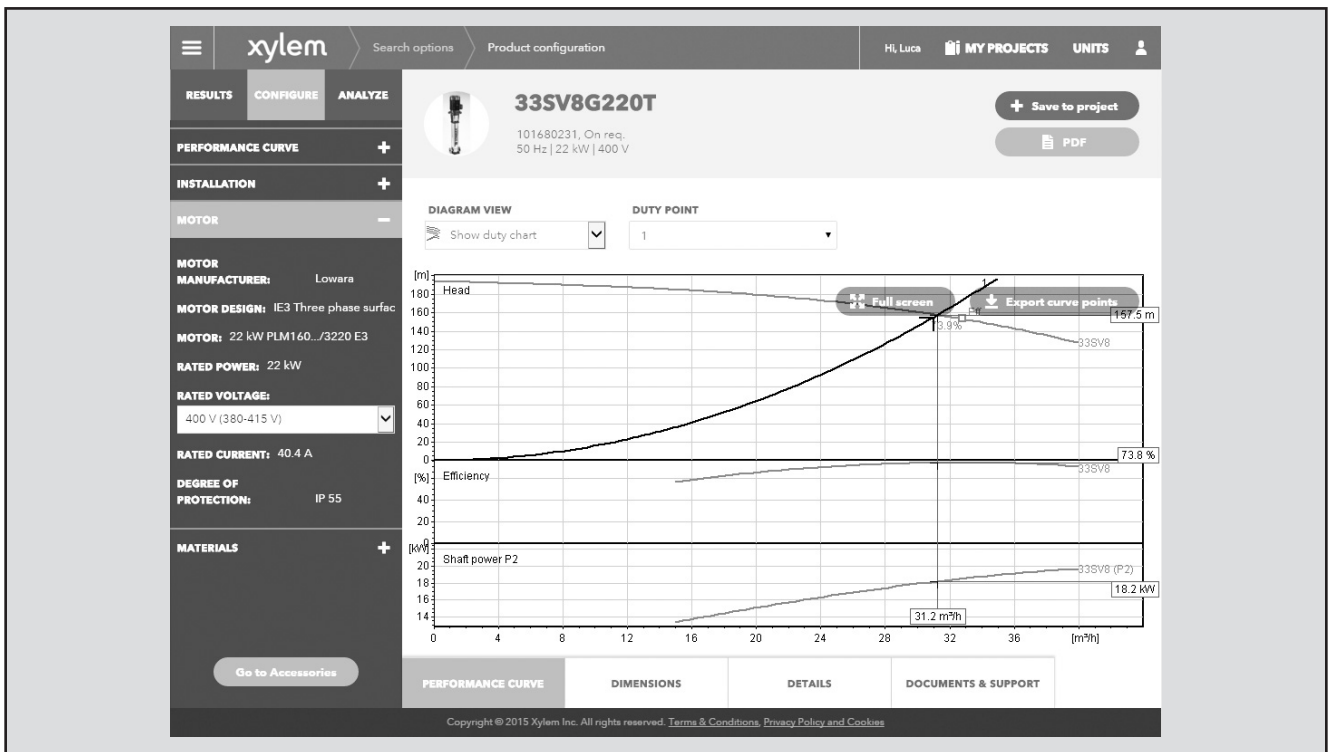 xylem
Search options
Product configuration
Hi, Luca
MY PROJECTS
UNITS
RESULTS
CONFIGURE
ANALYZE
PERFORMANCE CURVE +
INSTALLATION +
MOTOR −
MOTOR
MANUFACTURER: Lowara
MOTOR DESIGN: IE3 Three phase surfac
MOTOR: 22 kW PLM160.../3220 E3
RATED POWER: 22 kW
RATED VOLTAGE:
400 V (380-415 V)
RATED CURRENT: 40.4 A
DEGREE OF
PROTECTION: IP 55
MATERIALS +
Go to Accessories
33SV8G220T
101680231, On req.
50 Hz | 22 kW | 400 V
+ Save to project
PDF
DIAGRAM VIEW
Show duty chart
DUTY POINT
1
[m]
Head
180
160
140
120
100
80
60
40
20
0
1
Full screen
Export curve points
157.5 m
3.9%
33SV8
[%]
Efficiency
40
20
0
73.8 %
33SV8
[kW]
Shaft power P2
20
18
16
14
33SV8 (P2)
18.2 kW
31.2 m³/h
0 4 8 12 16 20 24 28 32 36 [m³/h]
PERFORMANCE CURVE
DIMENSIONS
DETAILS
DOCUMENTS & SUPPORT
Copyright © 2015 Xylem Inc. All rights reserved. Terms & Conditions, Privacy Policy and Cookies